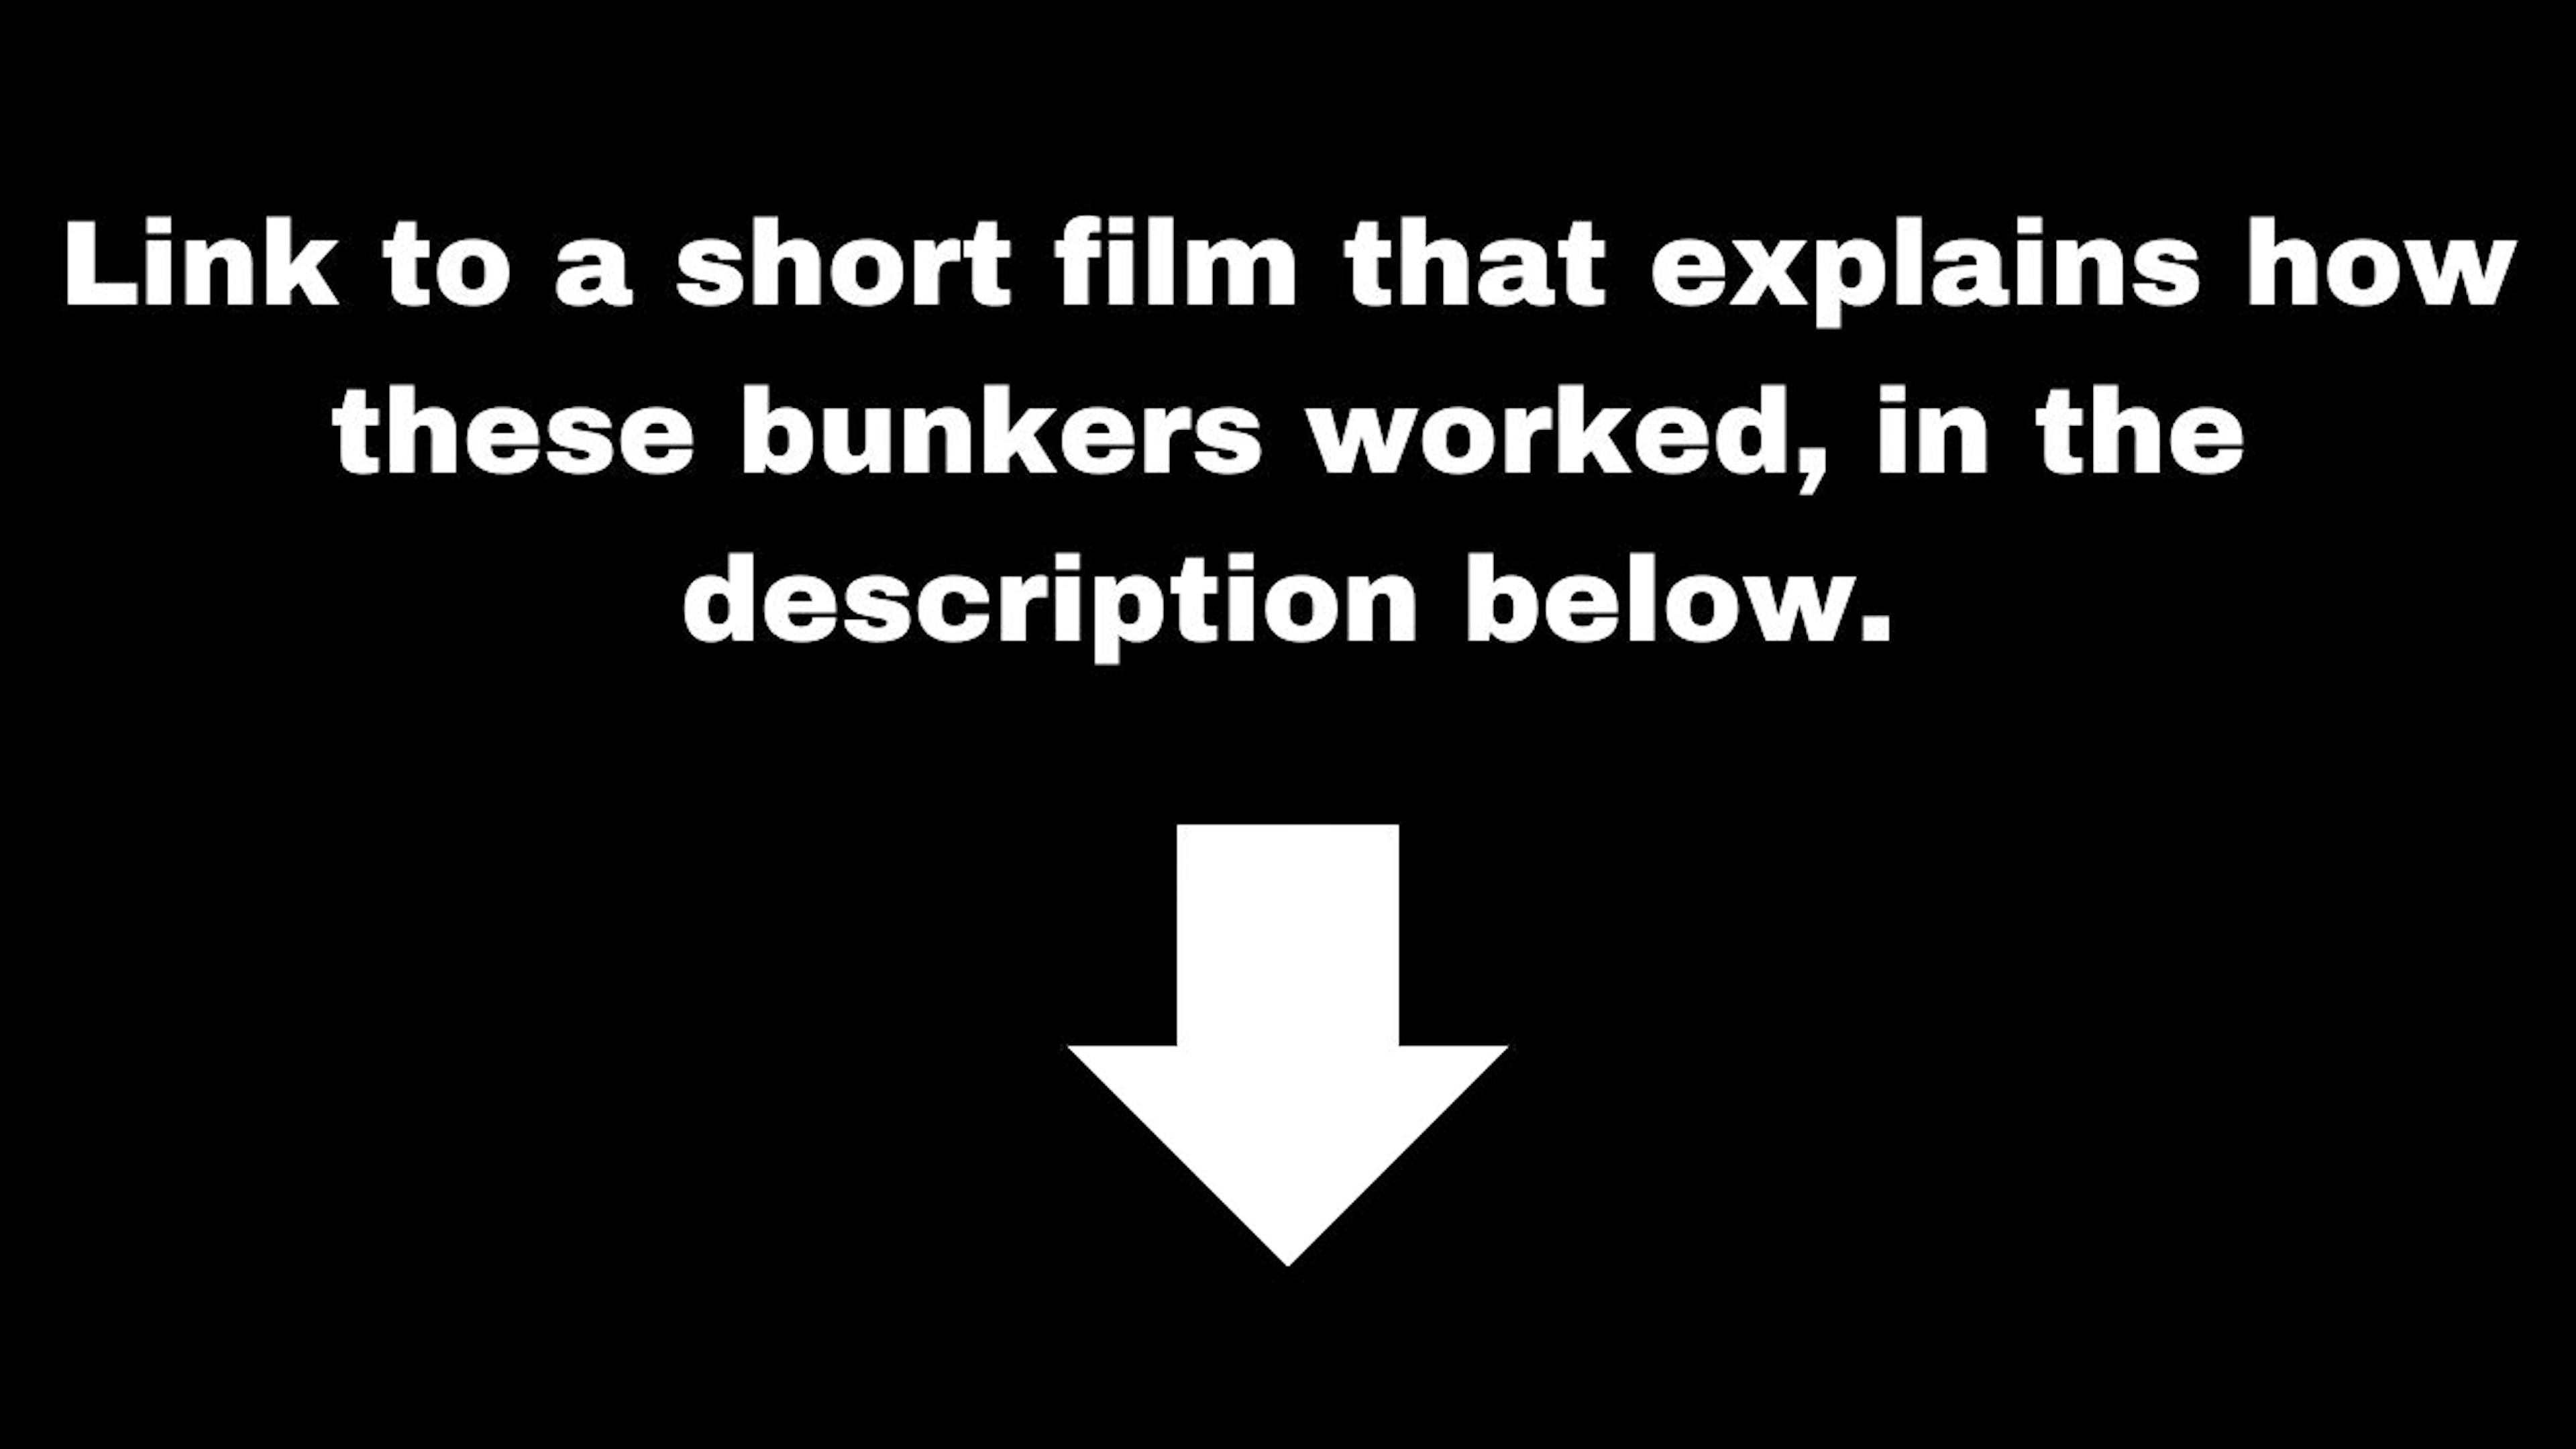 Link to a short film that explains how
these bunkers worked, in the
description below.